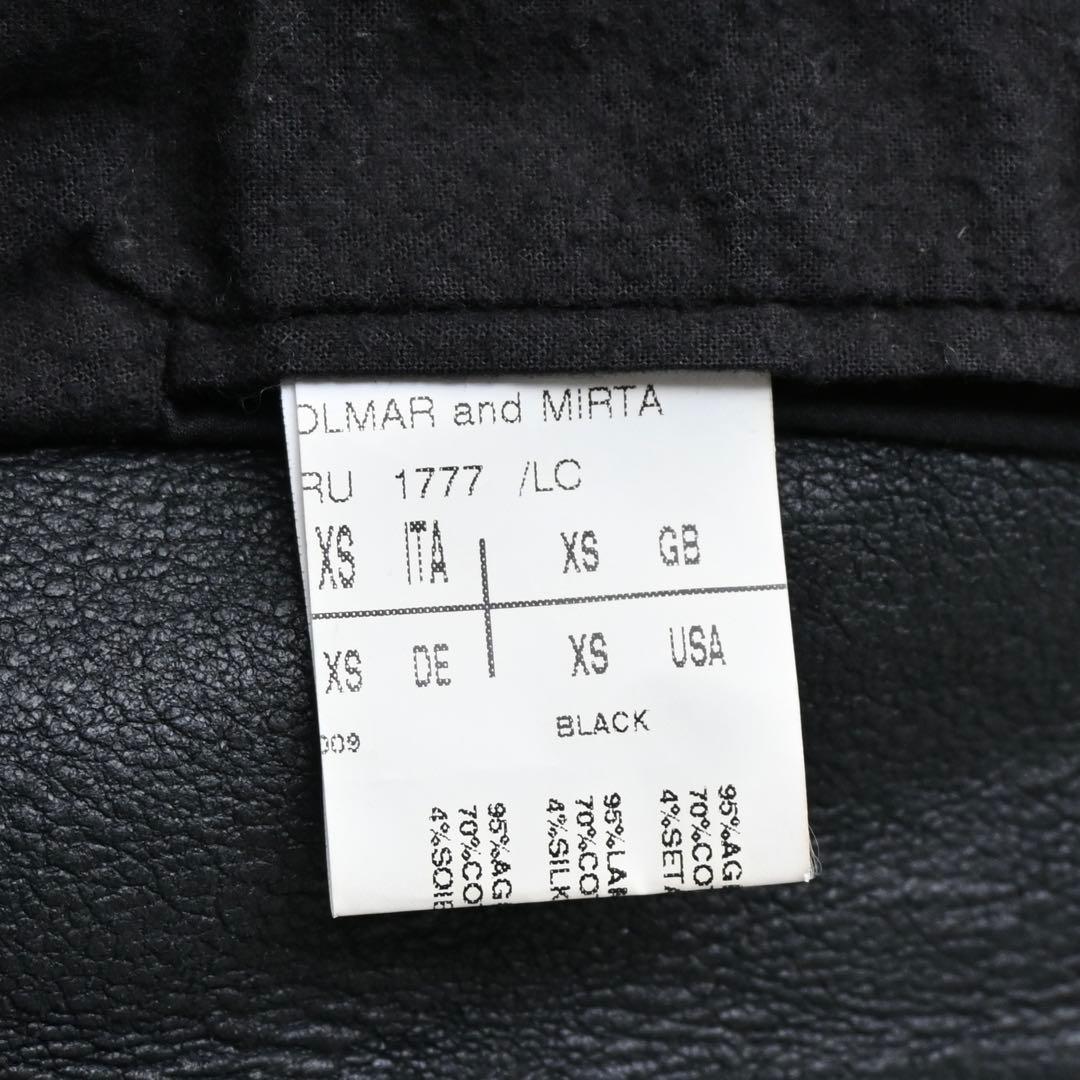 OLMAR and MIRTA
RU 1777 /LC
XS ITA XS GB
XS DE XS USA
009 BLACK
95%AG
70%CO
4%SETA
95%LAM
70%CO
4%SILK
95%AG
70%CO
4%SOIE